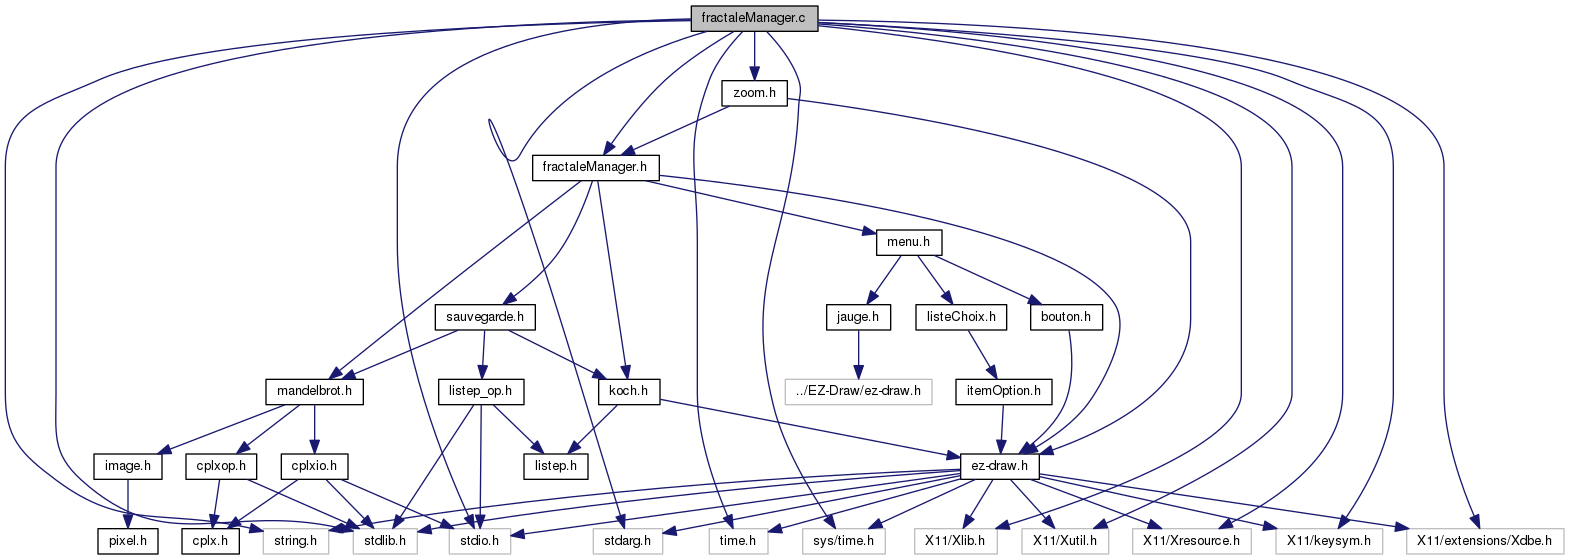 fractaleManager.c
zoom.h
fractaleManager.h
menu.h
sauvegarde.h
jauge.h
listeChoix.h
bouton.h
mandelbrot.h
listep_op.h
koch.h
../EZ-Draw/ez-draw.h
itemOption.h
image.h
cplxop.h
cplxio.h
listep.h
ez-draw.h
pixel.h
cplx.h
string.h
stdlib.h
stdio.h
stdarg.h
time.h
sys/time.h
X11/Xlib.h
X11/Xutil.h
X11/Xresource.h
X11/keysym.h
X11/extensions/Xdbe.h